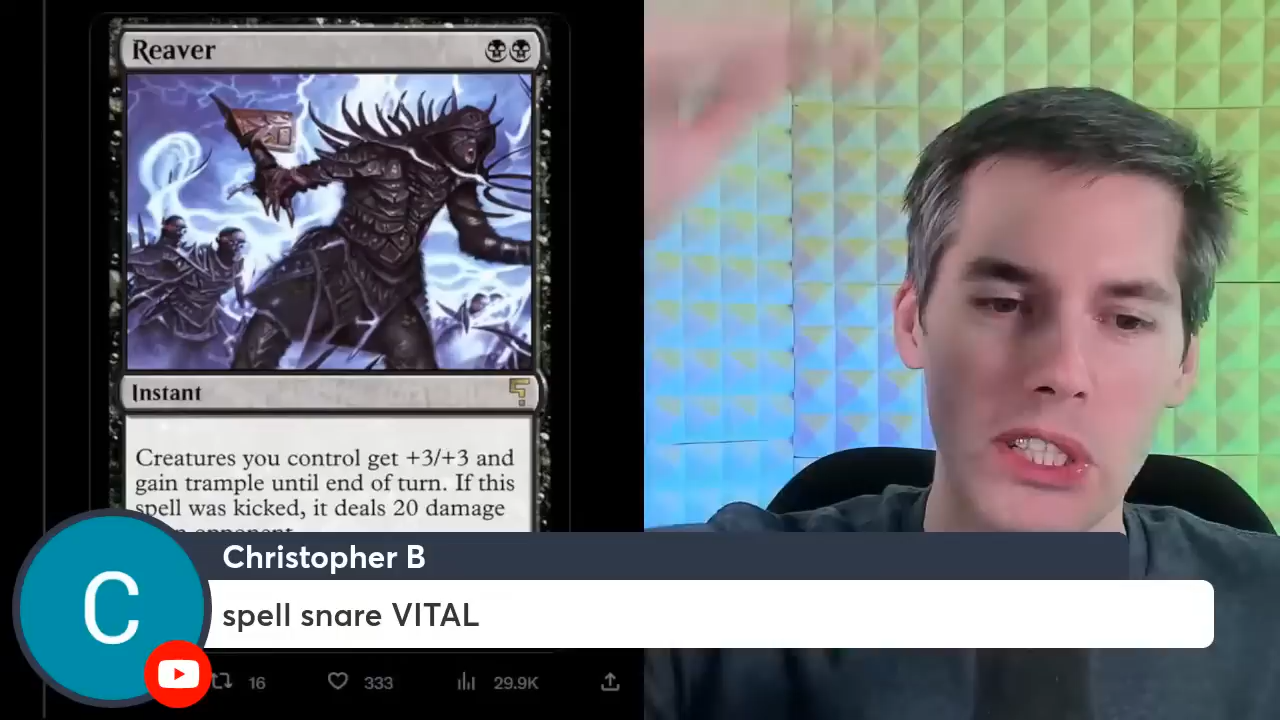 Reaver
Instant
Creatures you control get +3/+3 and
gain trample until end of turn. If this
spell was kicked, it deals 20 damage
opponent
C
Christopher B
spell snare VITAL
16
333
29.9K